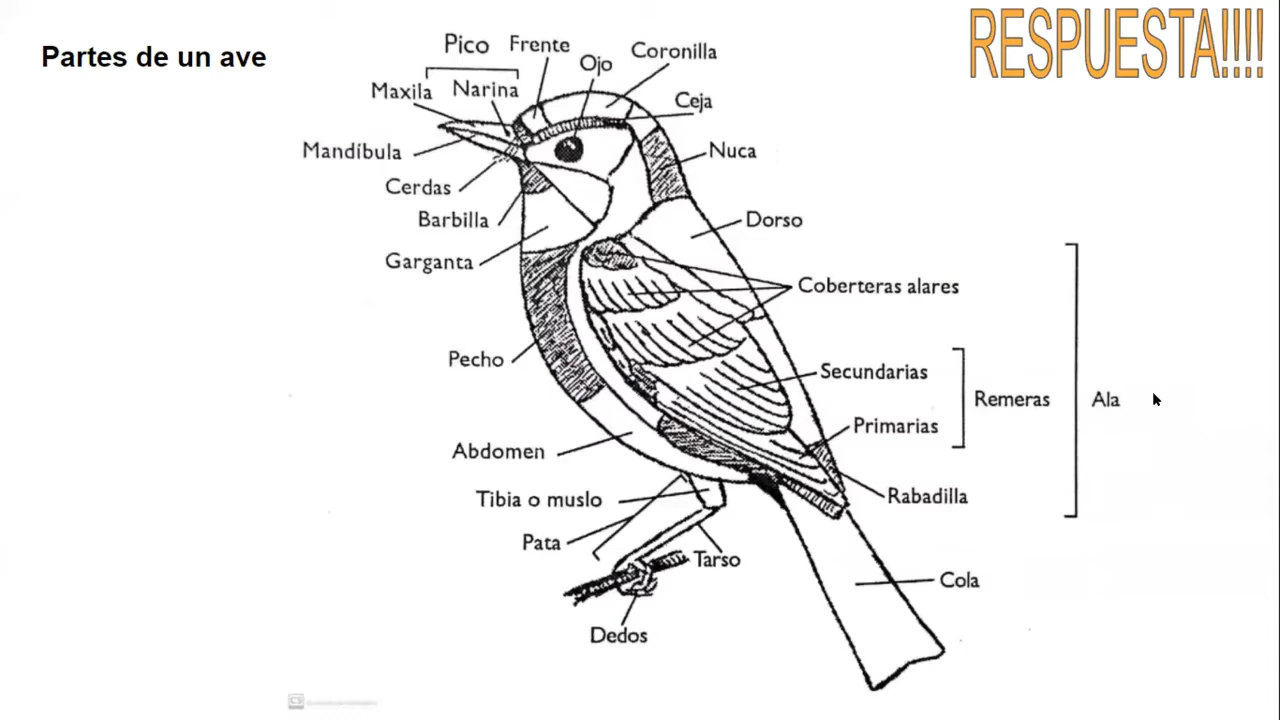 Partes de un ave
RESPUESTA!!!!
Pico
Frente
Ojo
Coronilla
Maxila
Narina
Ceja
Mandíbula
Nuca
Cerdas
Barbilla
Dorso
Garganta
Coberteras alares
Pecho
Secundarias
Remeras
Ala
Primarias
Abdomen
Rabadilla
Tibia o muslo
Pata
Tarso
Cola
Dedos
CS